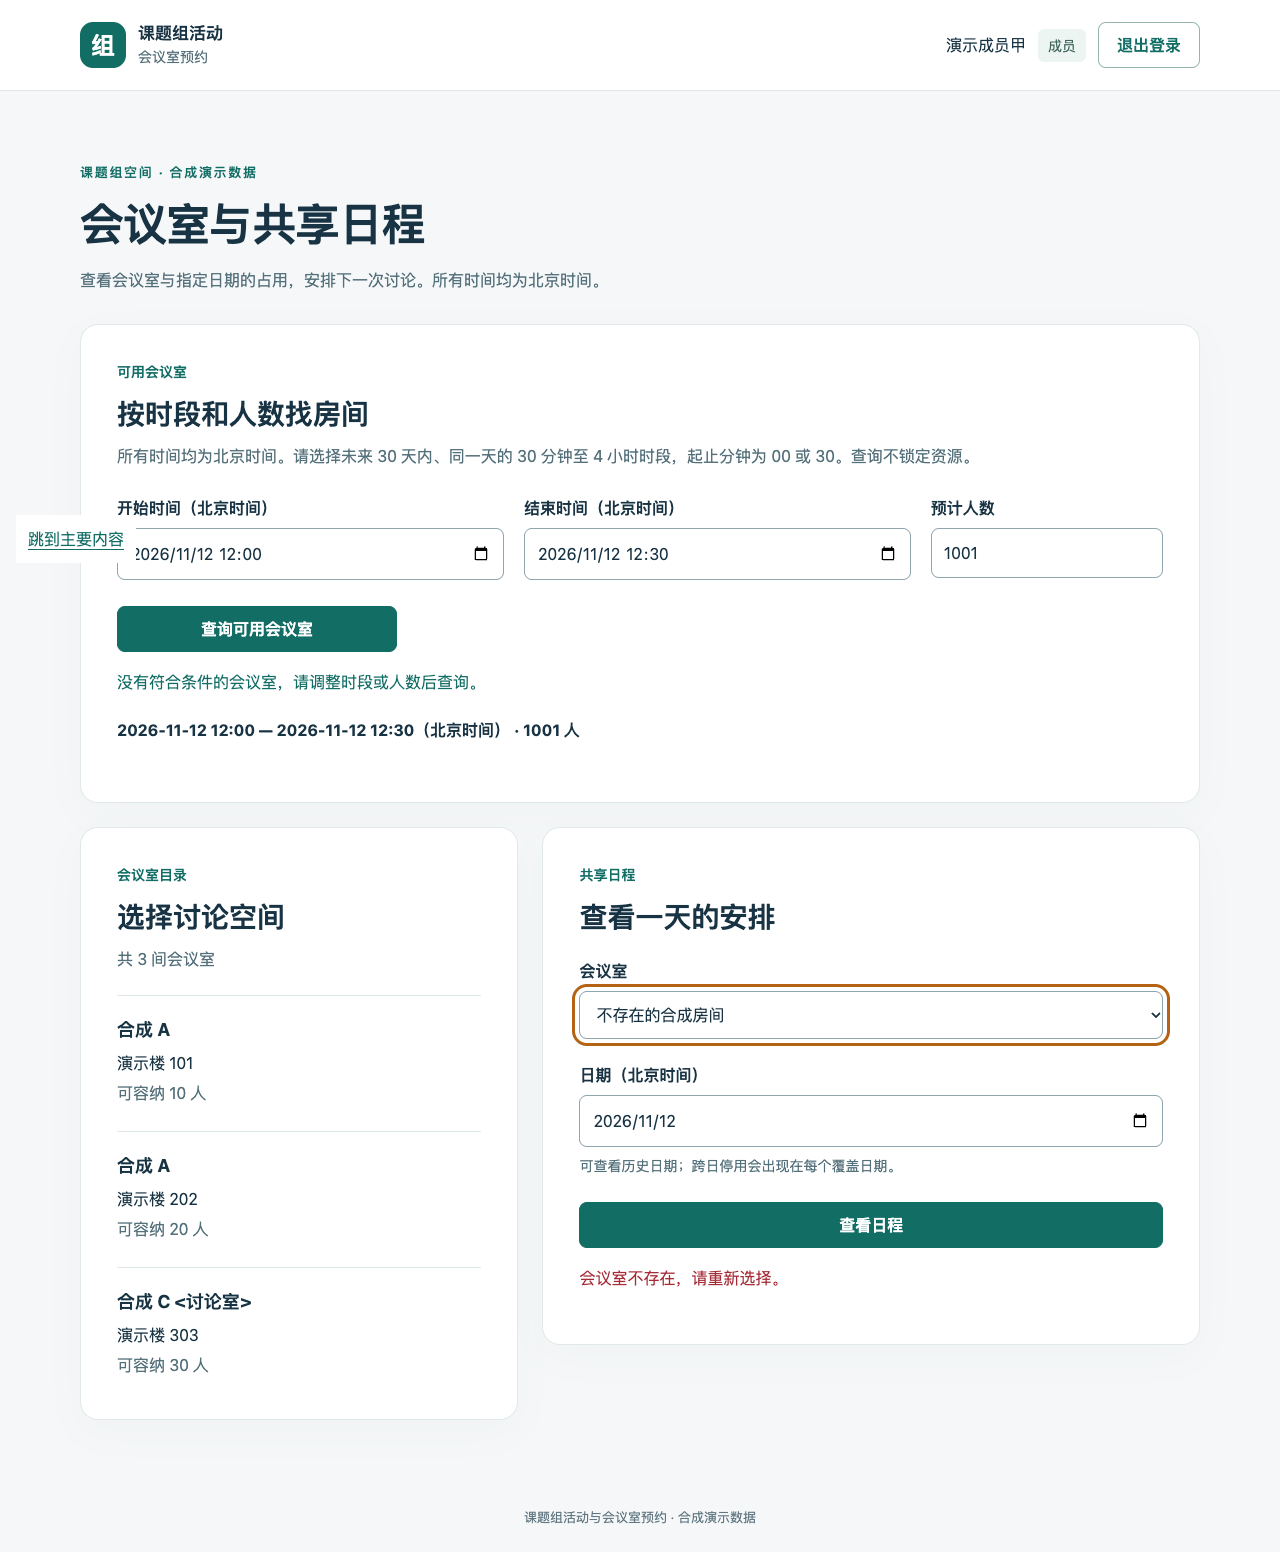 组
课题组活动
会议室预约
演示成员甲
成员
退出登录
课题组空间 · 合成演示数据
会议室与共享日程
查看会议室与指定日期的占用，安排下一次讨论。所有时间均为北京时间。
可用会议室
按时段和人数找房间
所有时间均为北京时间。请选择未来 30 天内、同一天的 30 分钟至 4 小时时段，起止分钟为 00 或 30。查询不锁定资源。
开始时间（北京时间）
结束时间（北京时间）
预计人数
跳到主要内容
2026/11/12 12:00
2026/11/12 12:30
1001
查询可用会议室
没有符合条件的会议室，请调整时段或人数后查询。
2026-11-12 12:00 — 2026-11-12 12:30（北京时间） · 1001 人
会议室目录
选择讨论空间
共 3 间会议室
合成 A
演示楼 101
可容纳 10 人
合成 A
演示楼 202
可容纳 20 人
合成 C <讨论室>
演示楼 303
可容纳 30 人
共享日程
查看一天的安排
会议室
不存在的合成房间
日期（北京时间）
2026/11/12
可查看历史日期；跨日停用会出现在每个覆盖日期。
查看日程
会议室不存在，请重新选择。
课题组活动与会议室预约 · 合成演示数据